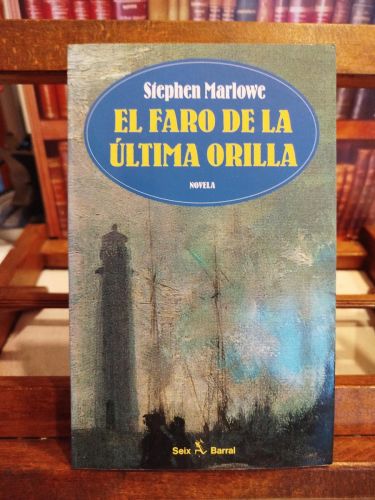 Stephen Marlowe
EL FARO DE LA
ÚLTIMA ORILLA
NOVELA
Seix Barral